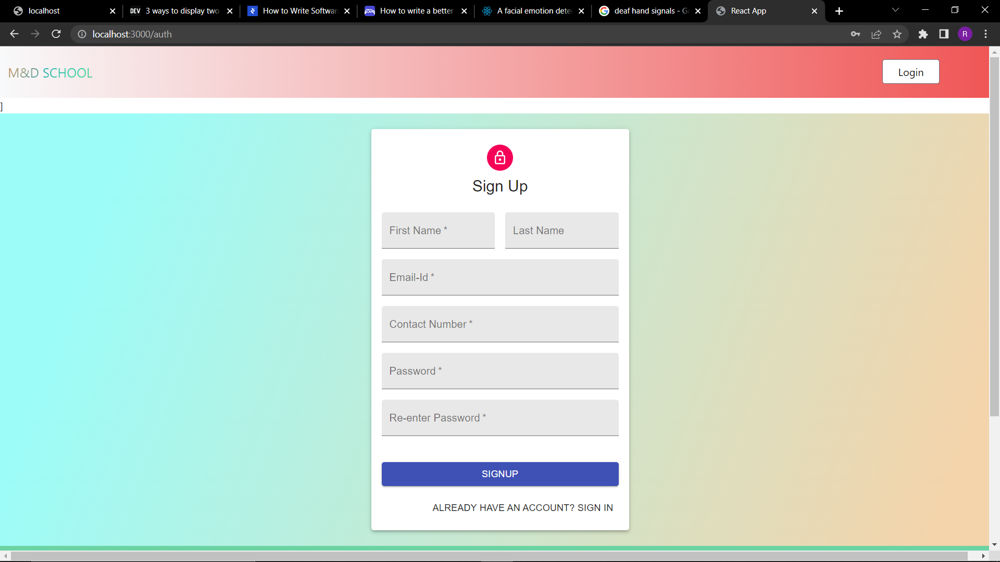 localhost
DEV 3 ways to display two
How to Write Softwar
How to write a better
A facial emotion dete
deaf hand signals - G
React App
localhost:3000/auth
R
M&D SCHOOL
Login
]
Sign Up
First Name *
Last Name
Email-Id *
Contact Number *
Password *
Re-enter Password *
SIGNUP
ALREADY HAVE AN ACCOUNT? SIGN IN